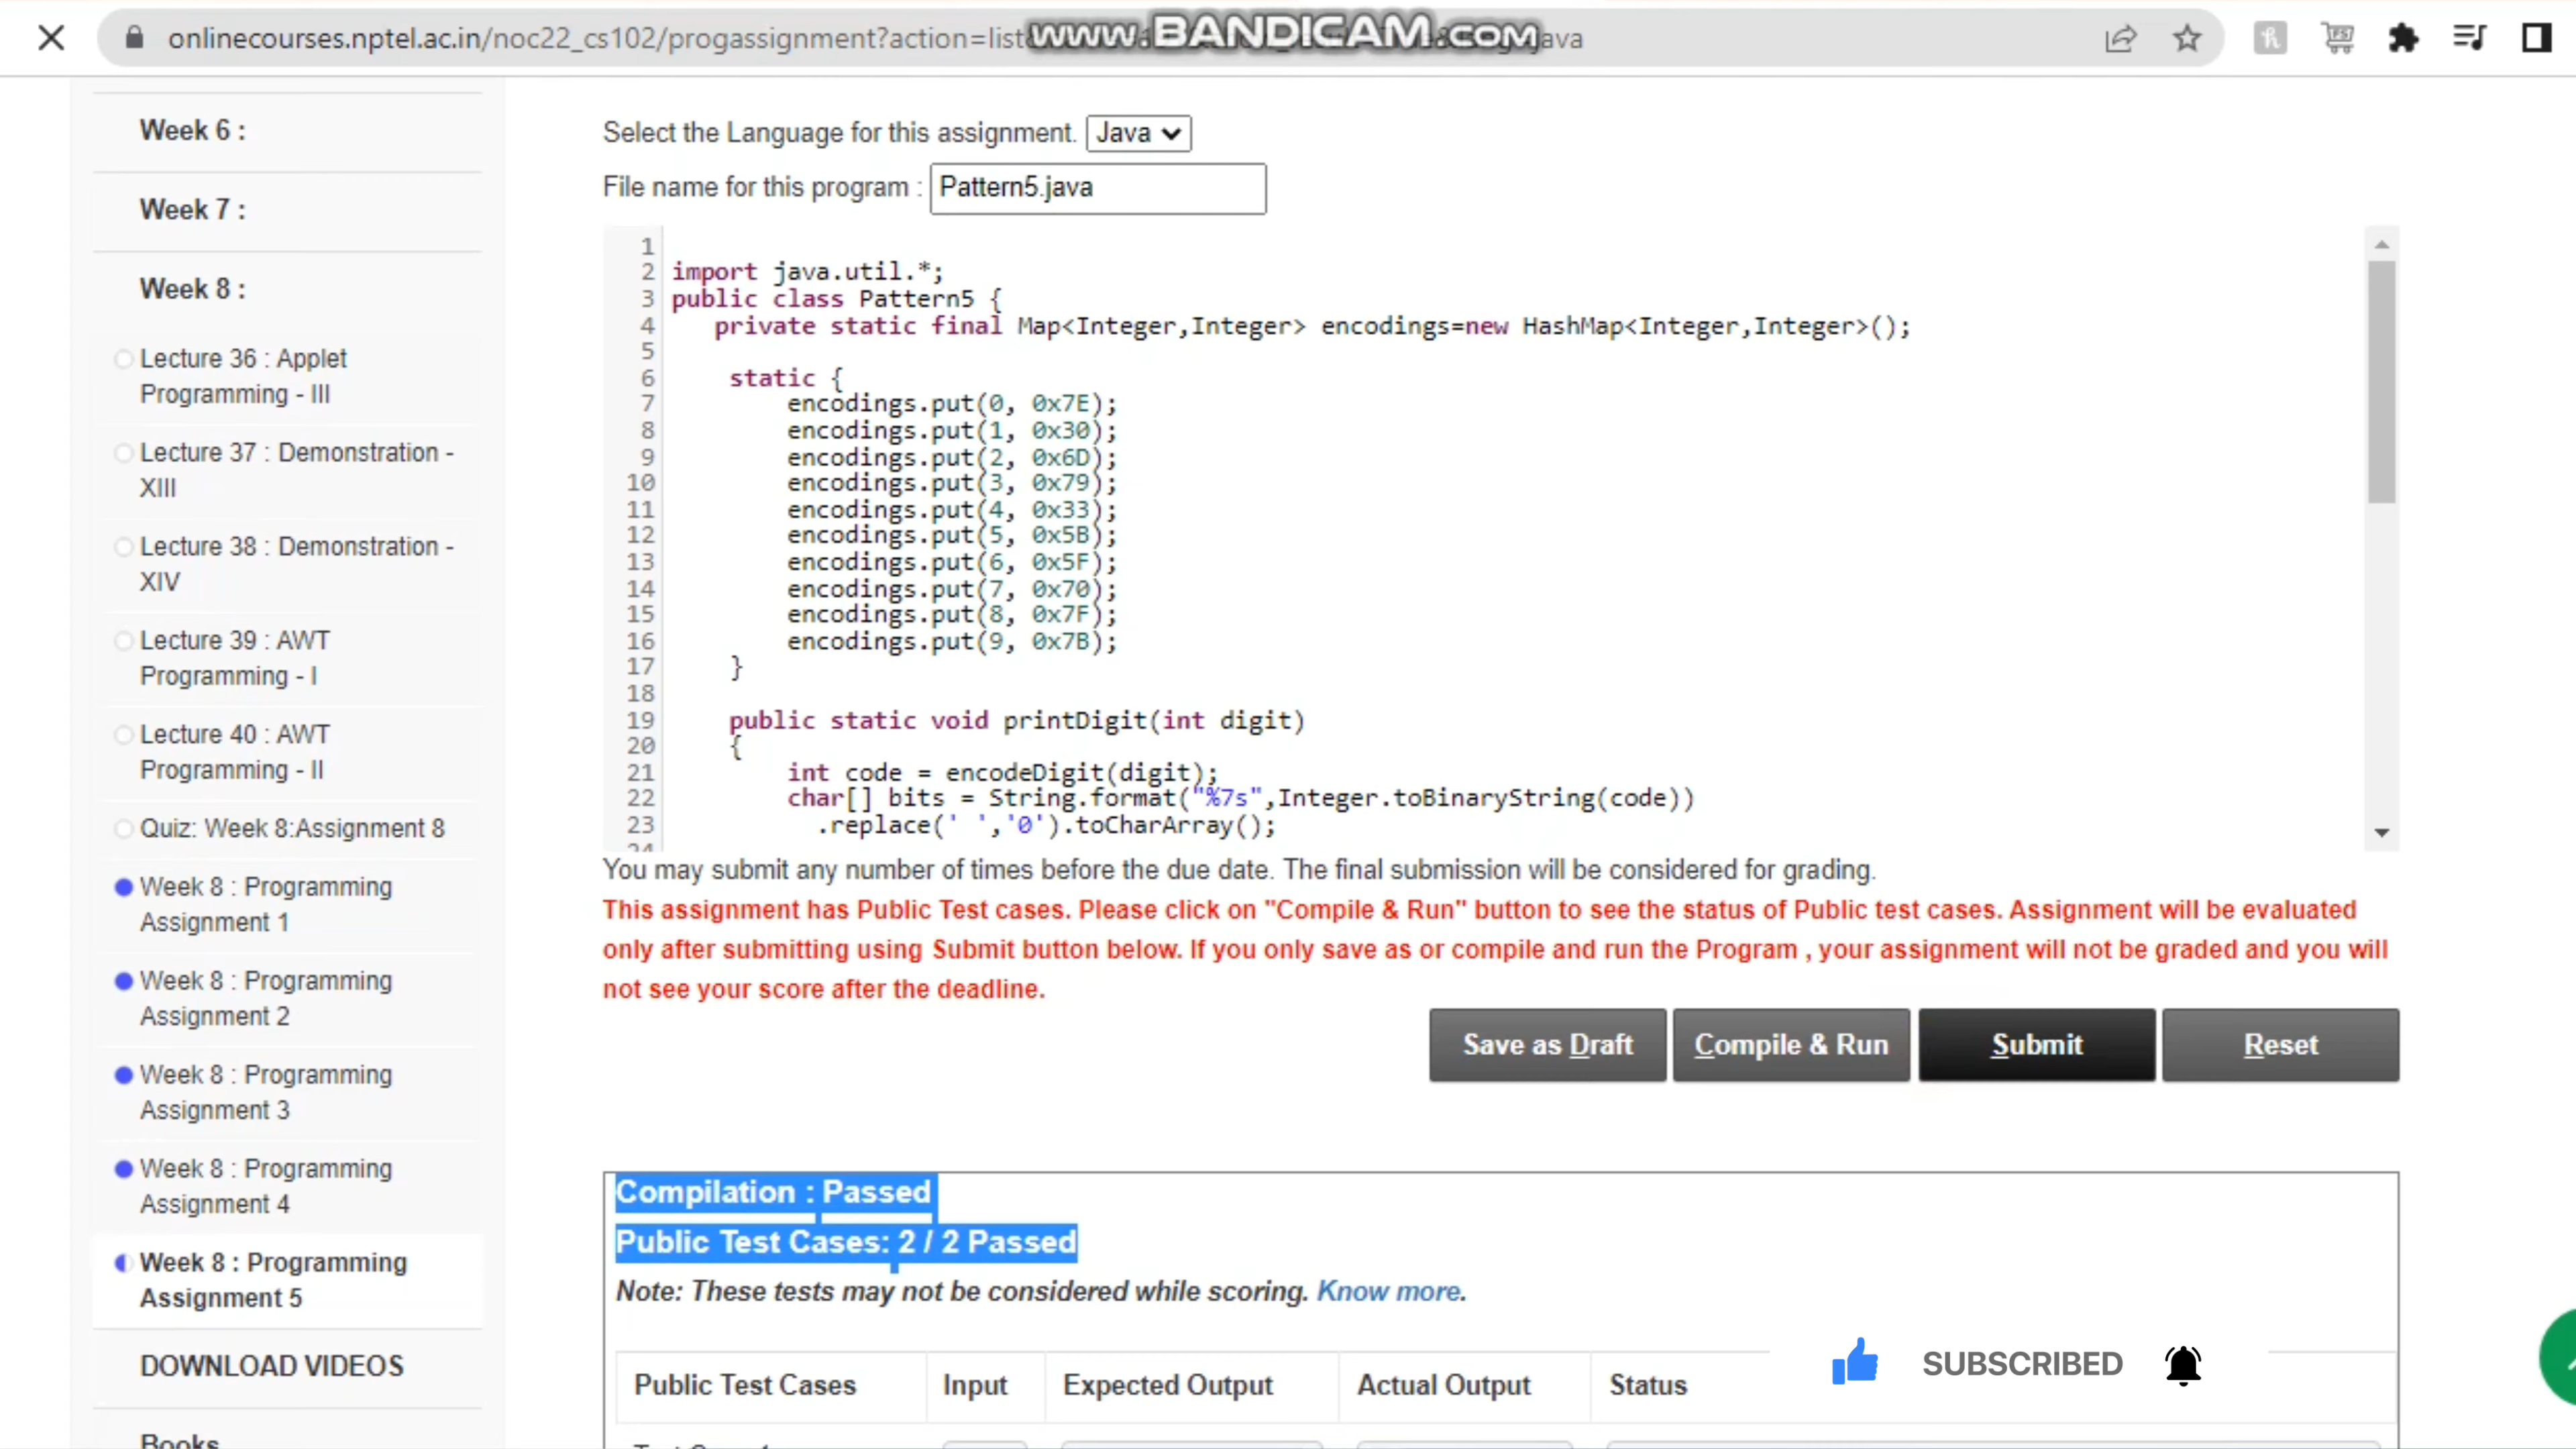 onlinecourses.nptel.ac.in/noc22_cs102/progassignment?action=list
java
www.BANDICAM.com
Week 6 :
Week 7 :
Week 8 :
Lecture 36 : Applet
Programming - III
Lecture 37 : Demonstration -
XIII
Lecture 38 : Demonstration -
XIV
Lecture 39 : AWT
Programming - I
Lecture 40 : AWT
Programming - II
Quiz: Week 8:Assignment 8
Week 8 : Programming
Assignment 1
Week 8 : Programming
Assignment 2
Week 8 : Programming
Assignment 3
Week 8 : Programming
Assignment 4
Week 8 : Programming
Assignment 5
DOWNLOAD VIDEOS
Books
Select the Language for this assignment. Java
File name for this program : Pattern5.java
1
2 import java.util.*;
3 public class Pattern5 {
4 private static final Map<Integer,Integer> encodings=new HashMap<Integer,Integer>();
5
6 static {
7 encodings.put(0, 0x7E);
8 encodings.put(1, 0x30);
9 encodings.put(2, 0x6D);
10 encodings.put(3, 0x79);
11 encodings.put(4, 0x33);
12 encodings.put(5, 0x5B);
13 encodings.put(6, 0x5F);
14 encodings.put(7, 0x70);
15 encodings.put(8, 0x7F);
16 encodings.put(9, 0x7B);
17 }
18
19 public static void printDigit(int digit)
20 {
21 int code = encodeDigit(digit);
22 char[] bits = String.format("%7s",Integer.toBinaryString(code))
23 .replace(' ','0').toCharArray();
24
You may submit any number of times before the due date. The final submission will be considered for grading.
This assignment has Public Test cases. Please click on "Compile & Run" button to see the status of Public test cases. Assignment will be evaluated
only after submitting using Submit button below. If you only save as or compile and run the Program , your assignment will not be graded and you will
not see your score after the deadline.
Save as Draft Compile & Run Submit Reset
Compilation : Passed
Public Test Cases: 2 / 2 Passed
Note: These tests may not be considered while scoring. Know more.
Public Test Cases Input Expected Output Actual Output Status
SUBSCRIBED